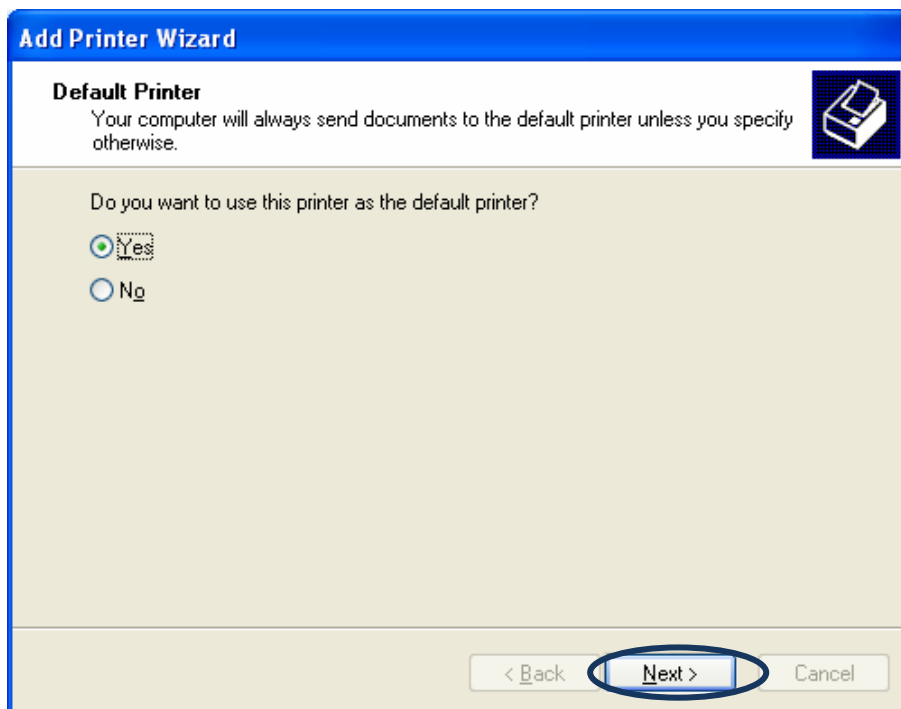 Add Printer Wizard
Default Printer
Your computer will always send documents to the default printer unless you specify
otherwise.
Do you want to use this printer as the default printer?
Yes
No
< Back
Next >
Cancel